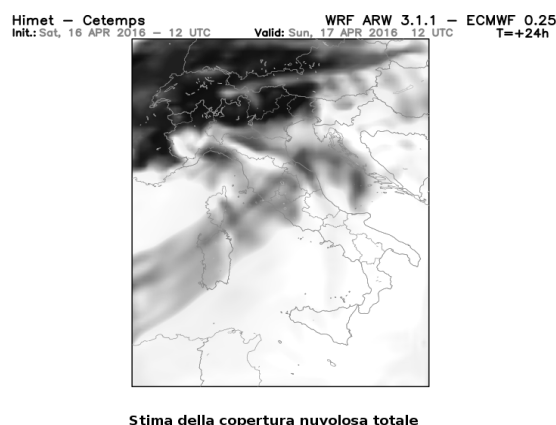 Himet – Cetemps WRF ARW 3.1.1 – ECMWF 0.25
Init.: Sat, 16 APR 2016 – 12 UTC Valid: Sun, 17 APR 2016 12 UTC T=+24h
Stima della copertura nuvolosa totale